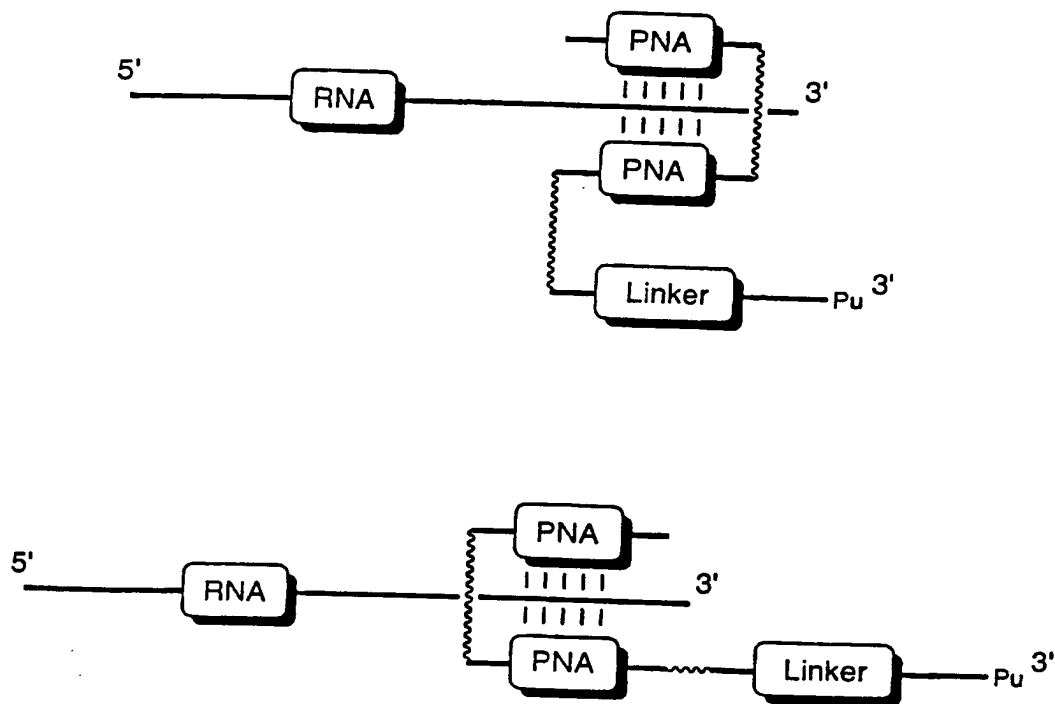 PNA
5'
RNA
3'
PNA
Linker
Pu 3'
PNA
5'
RNA
3'
PNA
Linker
Pu 3'